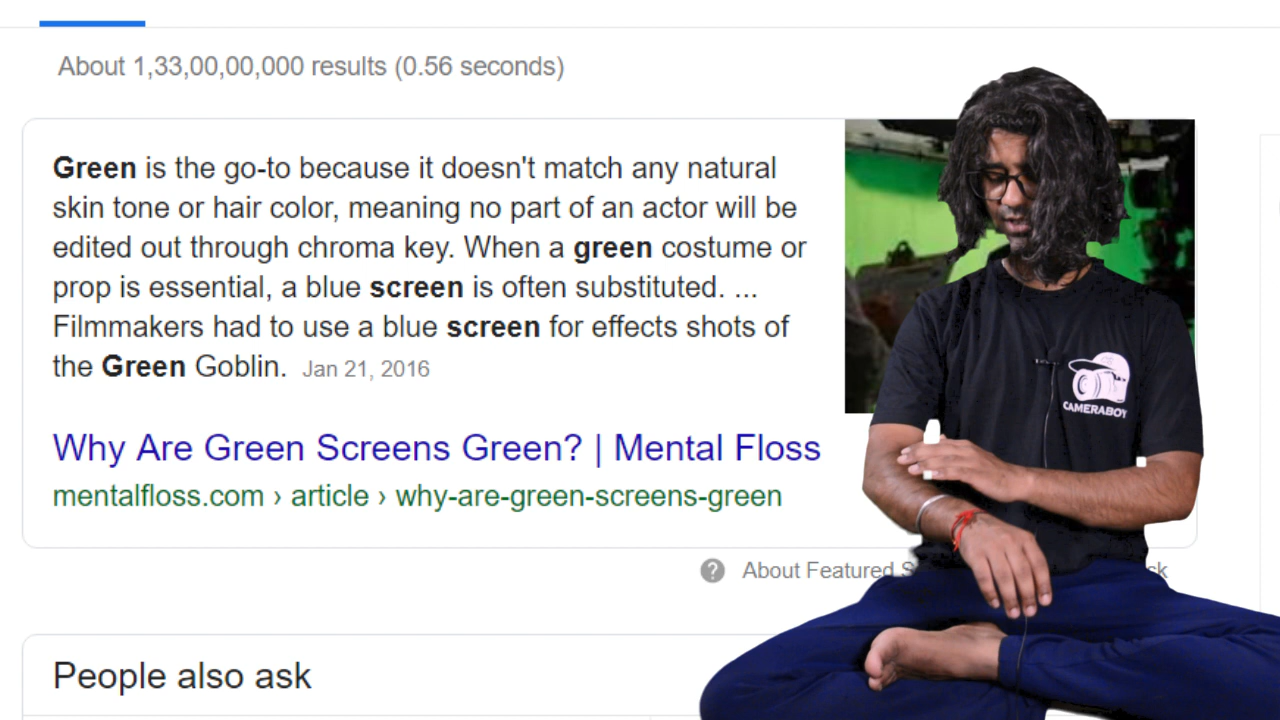 About 1,33,00,00,000 results (0.56 seconds)
Green is the go-to because it doesn't match any natural
skin tone or hair color, meaning no part of an actor will be
edited out through chroma key. When a green costume or
prop is essential, a blue screen is often substituted. ...
Filmmakers had to use a blue screen for effects shots of
the Green Goblin. Jan 21, 2016
Why Are Green Screens Green? | Mental Floss
mentalfloss.com › article › why-are-green-screens-green
CAMERABOY
About Featured
People also ask